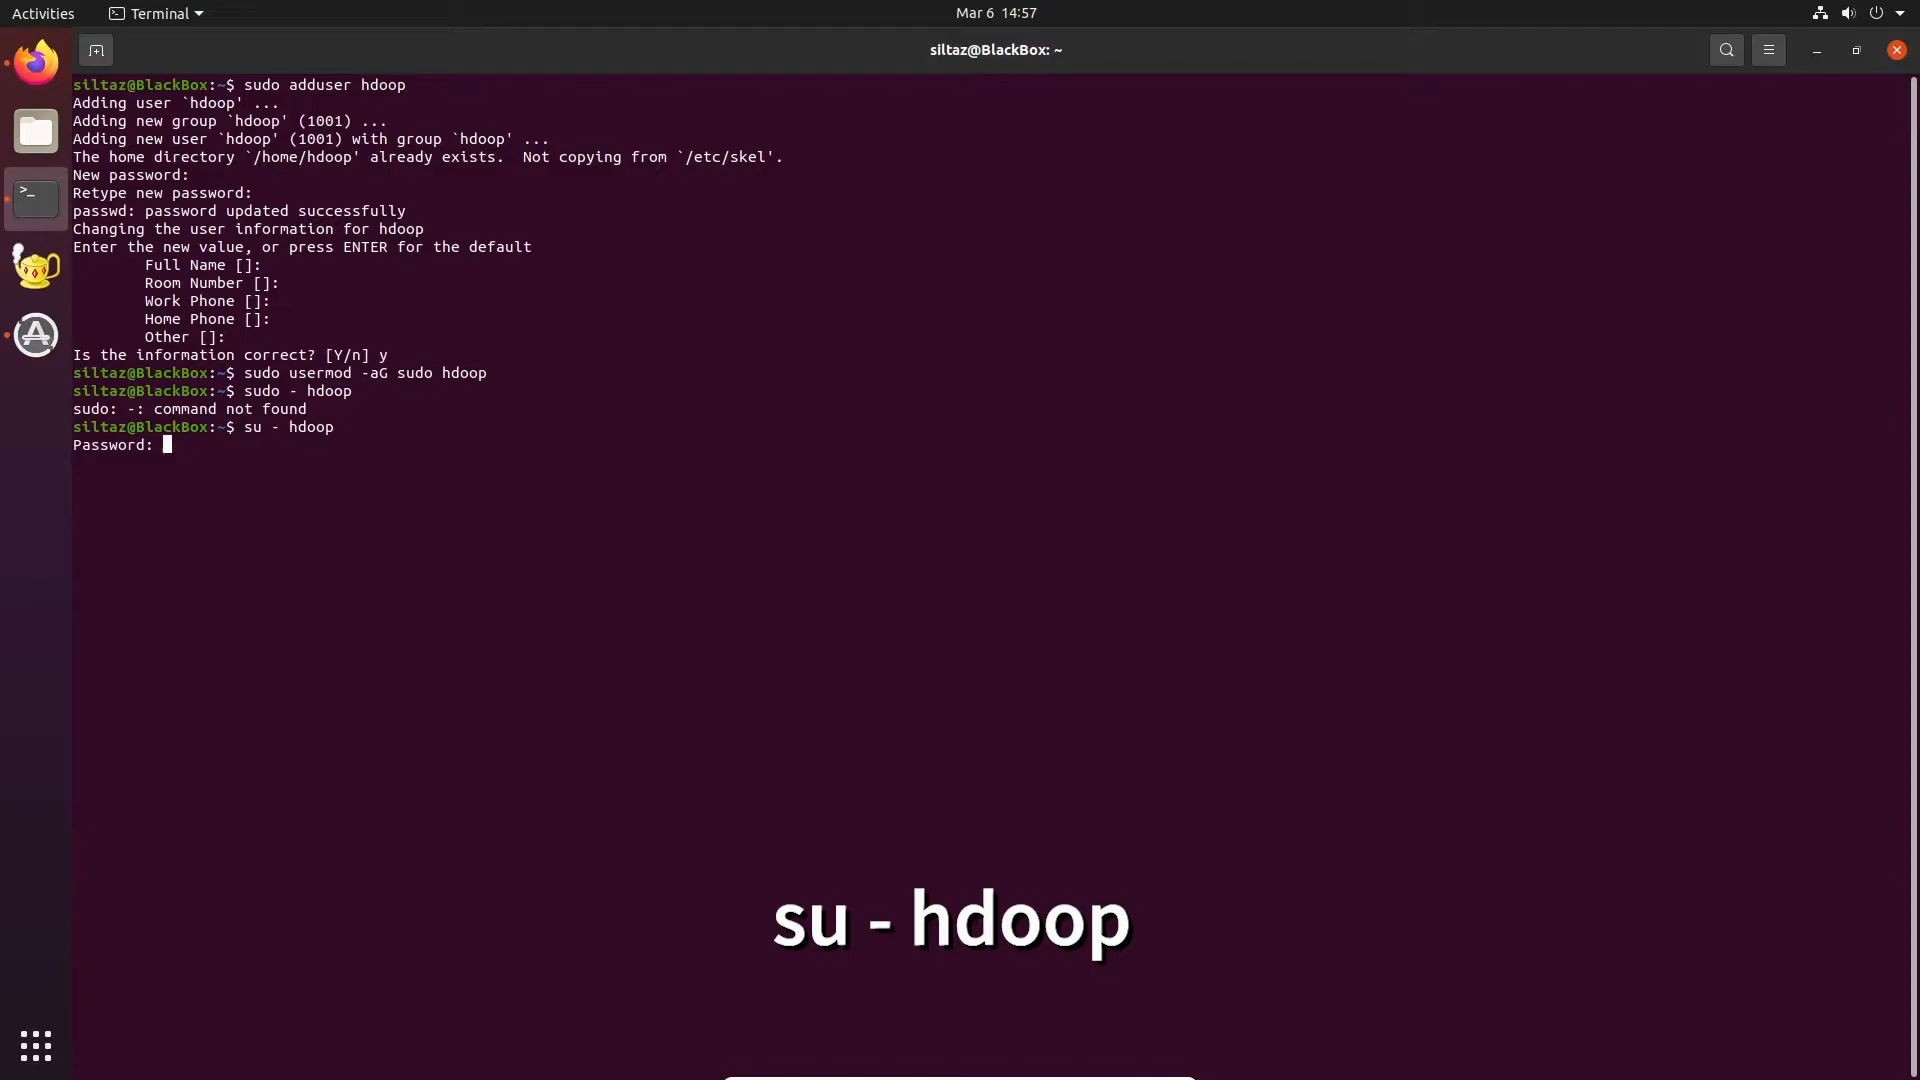 Activities
Terminal
Mar 6 14:57
siltaz@BlackBox: ~
siltaz@BlackBox:~$ sudo adduser hdoop
Adding user `hdoop' ...
Adding new group `hdoop' (1001) ...
Adding new user `hdoop' (1001) with group `hdoop' ...
The home directory `/home/hdoop' already exists.  Not copying from `/etc/skel'.
New password:
Retype new password:
passwd: password updated successfully
Changing the user information for hdoop
Enter the new value, or press ENTER for the default
Full Name []:
Room Number []:
Work Phone []:
Home Phone []:
Other []:
Is the information correct? [Y/n] y
siltaz@BlackBox:~$ sudo usermod -aG sudo hdoop
siltaz@BlackBox:~$ sudo - hdoop
sudo: -: command not found
siltaz@BlackBox:~$ su - hdoop
Password:
su - hdoop